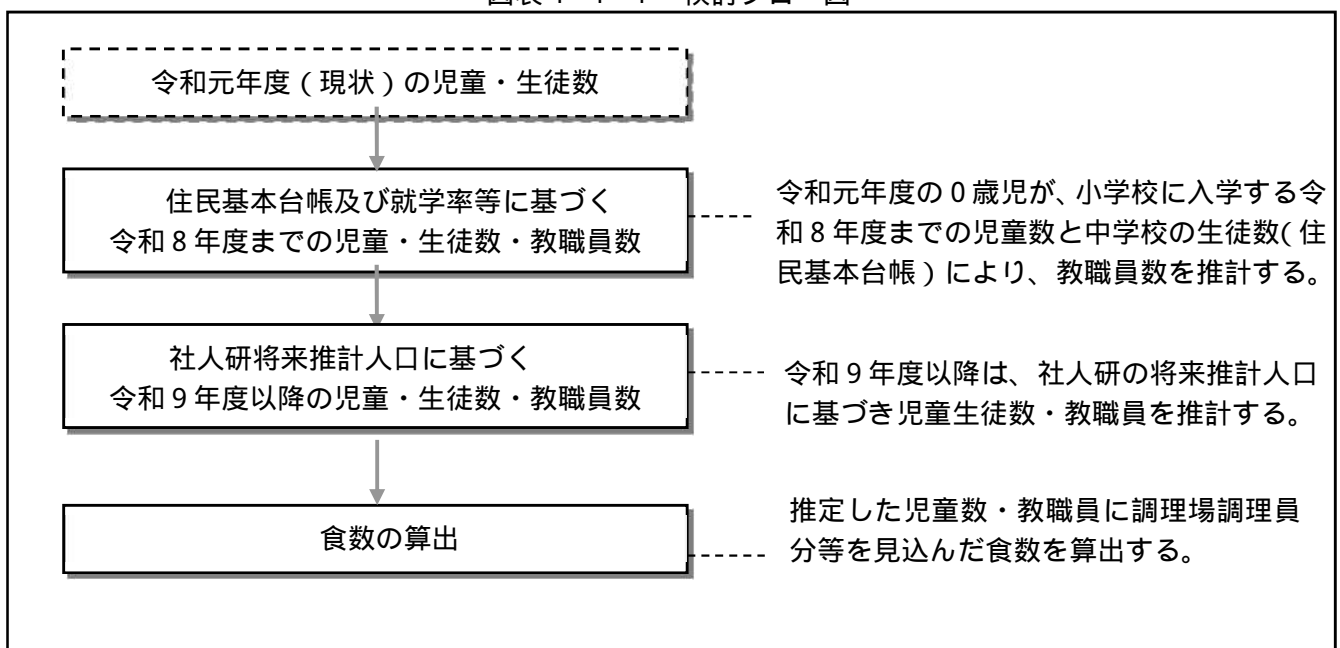 令和元年度(現状)の児童・生徒数
住民基本台帳及び就学率等に基づく
令和8年度までの児童・生徒数・教職員数
令和元年度の0歳児が、小学校に入学する令
和8年度までの児童数と中学校の生徒数(住
民基本台帳)により、教職員数を推計する。
社人研将来推計人口に基づく
令和9年度以降の児童・生徒数・教職員数
令和9年度以降は、社人研の将来推計人口
に基づき児童生徒数・教職員を推計する。
食数の算出
推定した児童数・教職員に調理場調理員
分等を見込んだ食数を算出する。